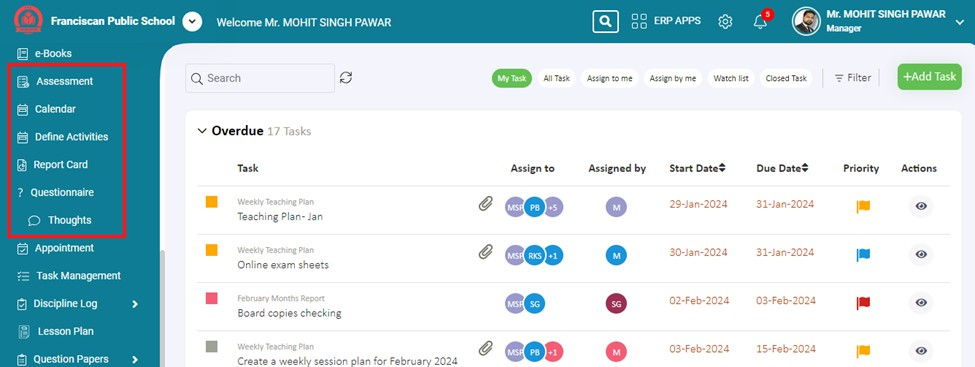 Franciscan Public School
Welcome Mr. MOHIT SINGH PAWAR
ERP APPS
5
Mr. MOHIT SINGH PAWAR
Manager
e-Books
Assessment
Calendar
Define Activities
Report Card
? Questionnaire
Thoughts
Appointment
Task Management
Discipline Log
Lesson Plan
Question Papers
Search
My Task
All Task
Assign to me
Assign by me
Watch list
Closed Task
Filter
+Add Task
Overdue 17 Tasks
Task Assign to Assigned by Start Date Due Date Priority Actions
Weekly Teaching Plan
Teaching Plan- Jan
MSP PB +5 M 29-Jan-2024 31-Jan-2024
Weekly Teaching Plan
Online exam sheets
MSP RKS +1 M 30-Jan-2024 31-Jan-2024
February Months Report
Board copies checking
MSP SG SG 02-Feb-2024 03-Feb-2024
Weekly Teaching Plan
Create a weekly session plan for February 2024
MSP PB +1 M 03-Feb-2024 15-Feb-2024